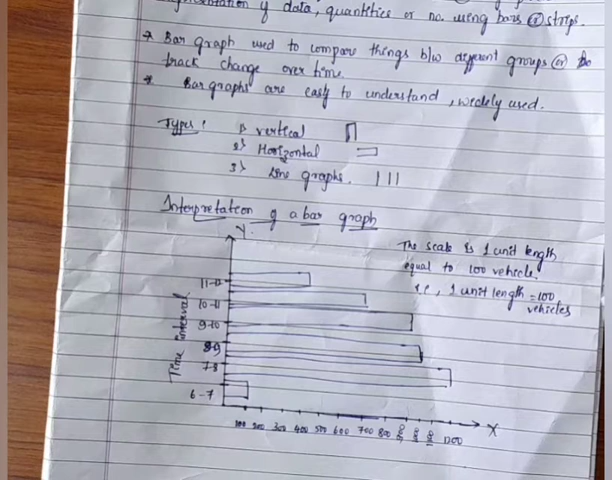 of data, quantities or no. using bars or strips.
→ Bar graph used to compare things b/w different groups or to
track change over time.
* Bar graphs are easy to understand, widely used.
Types: 1> vertical
2> Horizontal
3> Line graphs.
Interpretation of a bar graph
Y
The scale is 1 unit length
equal to 100 vehicle.
i.e, 1 unit length = 100
vehicles
Time interval
11-12
10-11
9-10
8-9
7-8
6-7
100 200 300 400 500 600 700 800 1200
X